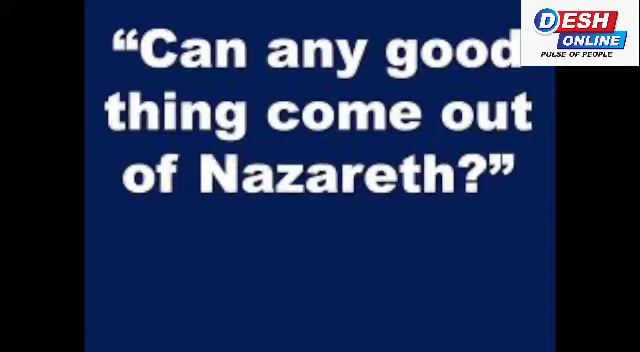 “Can any good
thing come out
of Nazareth?”
DESH
ONLINE
PULSE OF PEOPLE